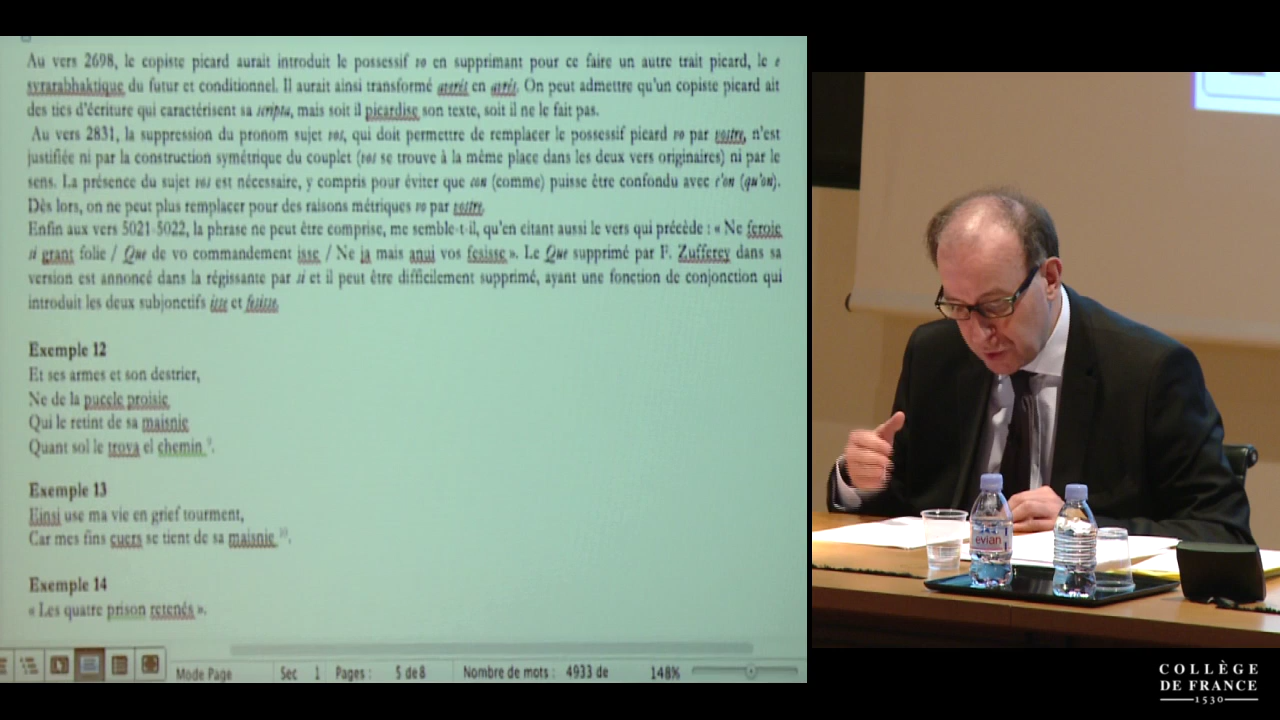 Au vers 2698, le copiste picard aurait introduit le possessif vo en supprimant pour ce faire un autre trait picard, le e
svrarabhaktique du futur et conditionnel. Il aurait ainsi transformé en On peut admettre qu'un copiste picard ait
des tics d'écriture qui caractérisent sa scripta, mais soit il picardise son texte, soit il ne le fait pas.
Au vers 2831, la suppression du pronom sujet vos, qui doit permettre de remplacer le possessif picard vo par vostre, n'est
justifiée ni par la construction symétrique du couplet (vos se trouve à la même place dans les deux vers originaires) ni par le
sens. La présence du sujet vos est nécessaire, y compris pour éviter que con (comme) puisse être confondu avec c'on (qu'on).
Dès lors, on ne peut plus remplacer pour des raisons métriques vo par vostre.
Enfin aux vers 5021-5022, la phrase ne peut être comprise, me semble-t-il, qu'en citant aussi le vers qui précède : « Ne feroie
si grant folie / Que de vo commandement isse / Ne ja mais anui vos fesisse ». Le Que supprimé par F. Zufferey dans sa
version est annoncé dans la régissante par si et il peut être difficilement supprimé, ayant une fonction de conjonction qui
introduit les deux subjonctifs isse et fesisse.
Exemple 12
Et ses armes et son destrier,
Ne de la pucele proisie
Qui le retint de sa maisnie
Quant sol le trova el chemin 9.
Exemple 13
Einsi use ma vie en grief tourment,
Car mes fins cuers se tient de sa maisnie 10.
Exemple 14
« Les quatre prison retenés ».
Mode Page Sec 1 Pages : 5 de 8 Nombre de mots : 4933 de 148%
evian
COLLÈGE
DE FRANCE
1530